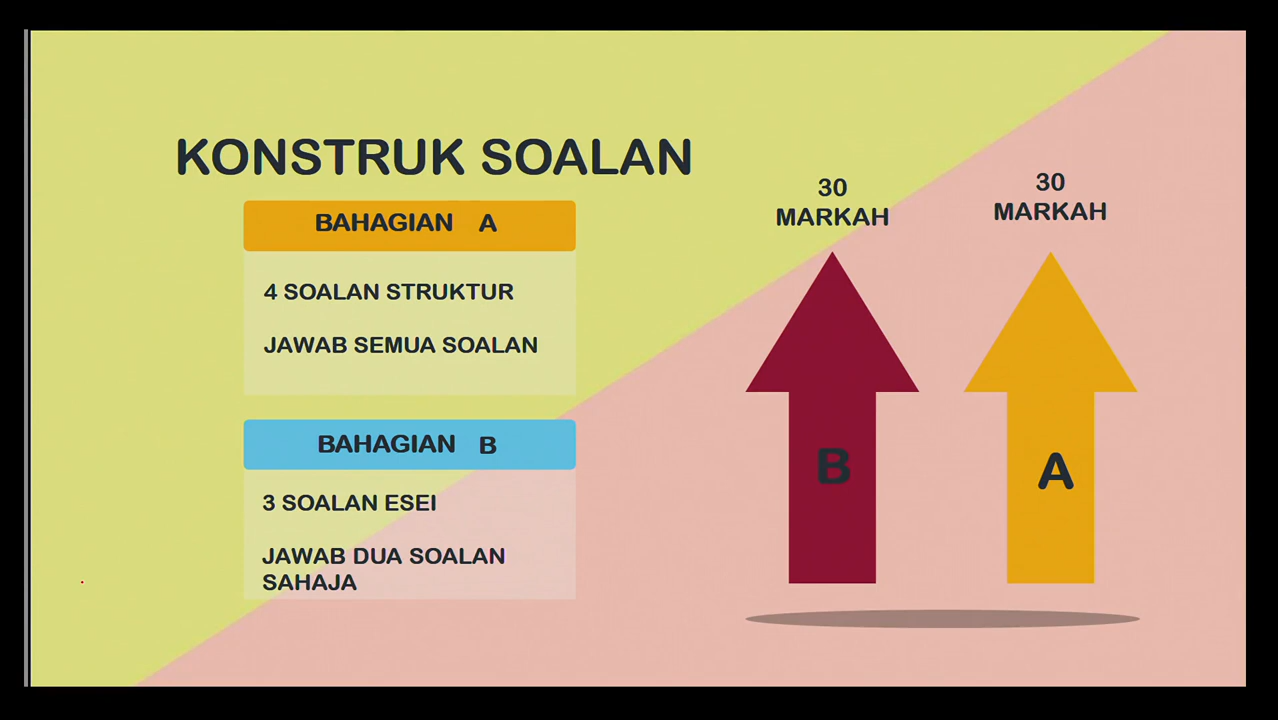 KONSTRUK SOALAN
BAHAGIAN A
4 SOALAN STRUKTUR
JAWAB SEMUA SOALAN
BAHAGIAN B
3 SOALAN ESEI
JAWAB DUA SOALAN
SAHAJA
30
MARKAH
B
30
MARKAH
A